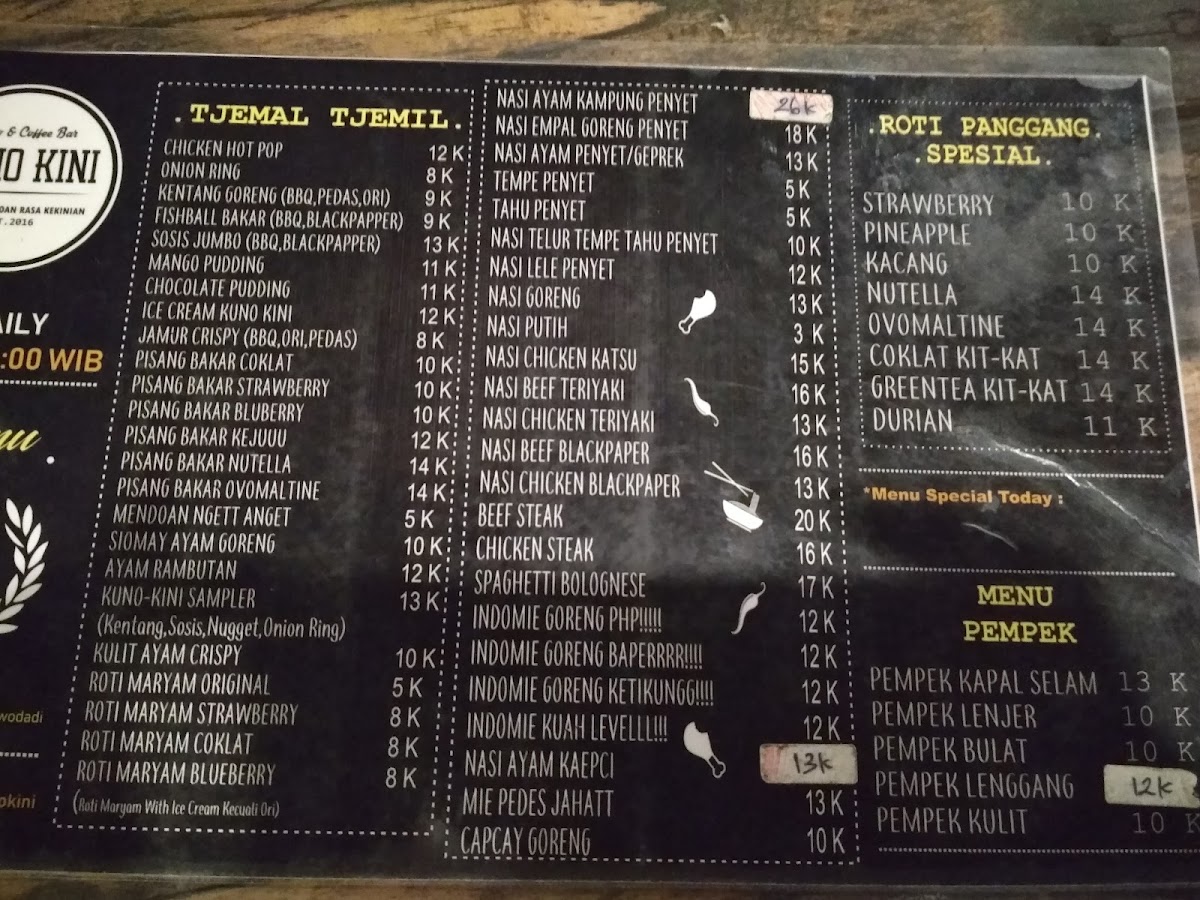 & Coffee Bar
KINI
DAN RASA KEKINIAN
.2016
:00 WIB
.TJEMAL TJEMIL.
CHICKEN HOT POP 12 K
ONION RING 8 K
KENTANG GORENG (BBQ,PEDAS,ORI) 9 K
FISHBALL BAKAR (BBQ,BLACKPAPPER) 9 K
SOSIS JUMBO (BBQ,BLACKPAPPER) 13 K
MANGO PUDDING 11 K
CHOCOLATE PUDDING 11 K
ICE CREAM KUNO KINI 12 K
JAMUR CRISPY (BBQ,ORI,PEDAS) 8 K
PISANG BAKAR COKLAT 10 K
PISANG BAKAR STRAWBERRY 10 K
PISANG BAKAR BLUBERRY 10 K
PISANG BAKAR KEJUUU 12 K
PISANG BAKAR NUTELLA 14 K
PISANG BAKAR OVOMALTINE 14 K
MENDOAN NGETT ANGET 5 K
SIOMAY AYAM GORENG 10 K
AYAM RAMBUTAN 12 K
KUNO-KINI SAMPLER 13 K
(Kentang,Sosis,Nugget,Onion Ring)
KULIT AYAM CRISPY 10 K
ROTI MARYAM ORIGINAL 5 K
ROTI MARYAM STRAWBERRY 8 K
ROTI MARYAM COKLAT 8 K
ROTI MARYAM BLUEBERRY 8 K
(Roti Maryam With Ice Cream Kecuali Ori)
NASI AYAM KAMPUNG PENYET 26K
NASI EMPAL GORENG PENYET 18 K
NASI AYAM PENYET/GEPREK 13 K
TEMPE PENYET 5 K
TAHU PENYET 5 K
NASI TELUR TEMPE TAHU PENYET 10 K
NASI LELE PENYET 12 K
NASI GORENG 13 K
NASI PUTIH 3 K
NASI CHICKEN KATSU 15 K
NASI BEEF TERIYAKI 16 K
NASI CHICKEN TERIYAKI 13 K
NASI BEEF BLACKPAPER 16 K
NASI CHICKEN BLACKPAPER 13 K
BEEF STEAK 20 K
CHICKEN STEAK 16 K
SPAGHETTI BOLOGNESE 17 K
INDOMIE GORENG PHP!!!!! 12 K
INDOMIE GORENG BAPERRRR!!!! 12 K
INDOMIE GORENG KETIKUNGG!!!! 12 K
INDOMIE KUAH LEVELLL!!! 12 K
NASI AYAM KAEPCI 13K
MIE PEDES JAHATT 13 K
CAPCAY GORENG 10 K
.ROTI PANGGANG.
.SPESIAL.
STRAWBERRY 10 K
PINEAPPLE 10 K
KACANG 10 K
NUTELLA 14 K
OVOMALTINE 14 K
COKLAT KIT-KAT 14 K
GREENTEA KIT-KAT 14 K
DURIAN 11 K
*Menu Special Today :
MENU
PEMPEK
PEMPEK KAPAL SELAM 13 K
PEMPEK LENJER 10 K
PEMPEK BULAT 10 K
PEMPEK LENGGANG 12K
PEMPEK KULIT 10 K